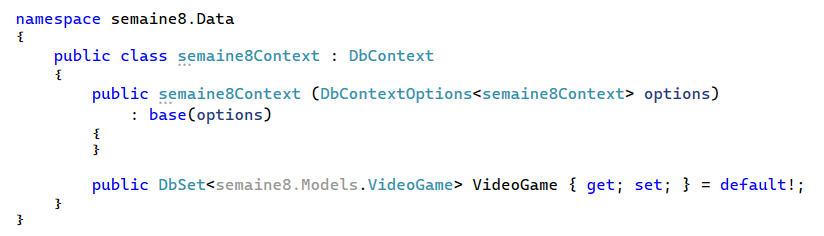 namespace semaine8.Data
{
    public class semaine8Context : DbContext
    {
        public semaine8Context (DbContextOptions<semaine8Context> options)
            : base(options)
        {
        }

        public DbSet<semaine8.Models.VideoGame> VideoGame { get; set; } = default!;
    }
}